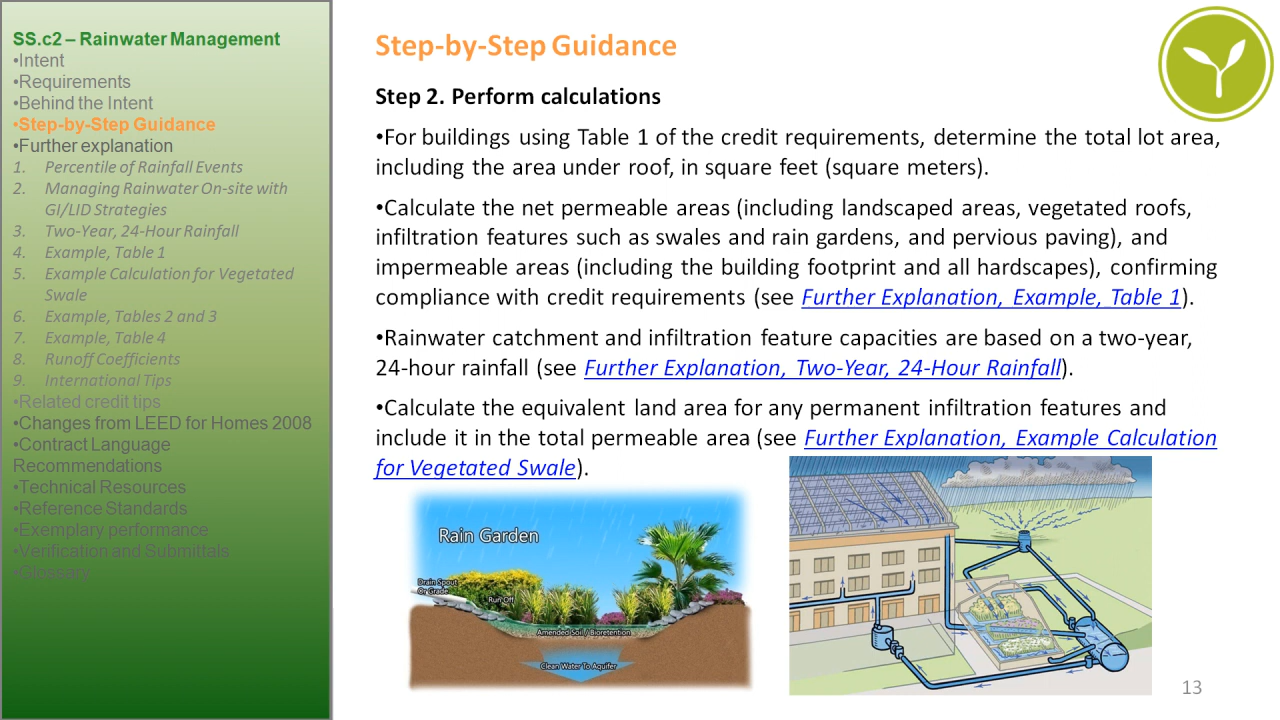 SS.c2 – Rainwater Management
•Intent
•Requirements
•Behind the Intent
•Step-by-Step Guidance
•Further explanation
1. Percentile of Rainfall Events
2. Managing Rainwater On-site with
GI/LID Strategies
3. Two-Year, 24-Hour Rainfall
4. Example, Table 1
5. Example Calculation for Vegetated
Swale
6. Example, Tables 2 and 3
7. Example, Table 4
8. Runoff Coefficients
9. International Tips
•Related credit tips
•Changes from LEED for Homes 2008
•Contract Language
Recommendations
•Technical Resources
•Reference Standards
•Exemplary performance
•Verification and Submittals
•Glossary
Step-by-Step Guidance
Step 2. Perform calculations
•For buildings using Table 1 of the credit requirements, determine the total lot area,
including the area under roof, in square feet (square meters).
•Calculate the net permeable areas (including landscaped areas, vegetated roofs,
infiltration features such as swales and rain gardens, and pervious paving), and
impermeable areas (including the building footprint and all hardscapes), confirming
compliance with credit requirements (see Further Explanation, Example, Table 1).
•Rainwater catchment and infiltration feature capacities are based on a two-year,
24-hour rainfall (see Further Explanation, Two-Year, 24-Hour Rainfall).
•Calculate the equivalent land area for any permanent infiltration features and
include it in the total permeable area (see Further Explanation, Example Calculation
for Vegetated Swale).
Rain Garden
Drain Spout
Or Grade
Run Off
Amended Soil / Bioretention
Clean Water To Aquifer
13